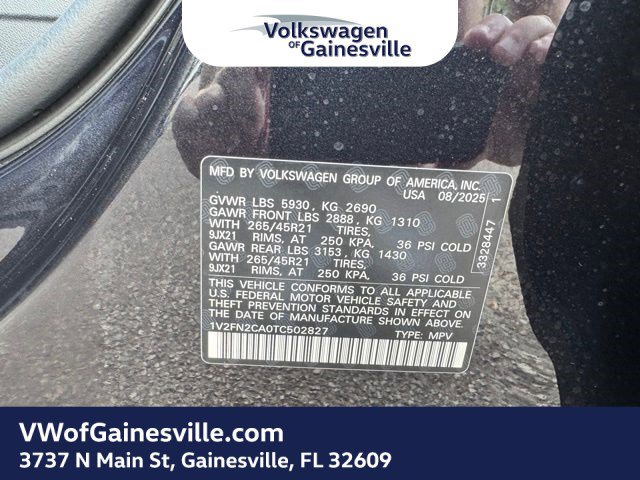 Volkswagen
OF Gainesville
MFD BY VOLKSWAGEN GROUP OF AMERICA, INC.
USA 08/2025
GVWR LBS 5930, KG 2690
GAWR FRONT LBS 2888, KG 1310
WITH 265/45R21 TIRES,
9JX21 RIMS, AT 250 KPA, 36 PSI COLD
GAWR REAR LBS 3153, KG 1430
WITH 265/45R21 TIRES,
9JX21 RIMS, AT 250 KPA, 36 PSI COLD
THIS VEHICLE CONFORMS TO ALL APPLICABLE
U.S. FEDERAL MOTOR VEHICLE SAFETY AND
THEFT PREVENTION STANDARDS IN EFFECT ON
THE DATE OF MANUFACTURE SHOWN ABOVE.
1V2FN2CA0TC502827 TYPE: MPV
3328447 1
VWofGainesville.com
3737 N Main St, Gainesville, FL 32609